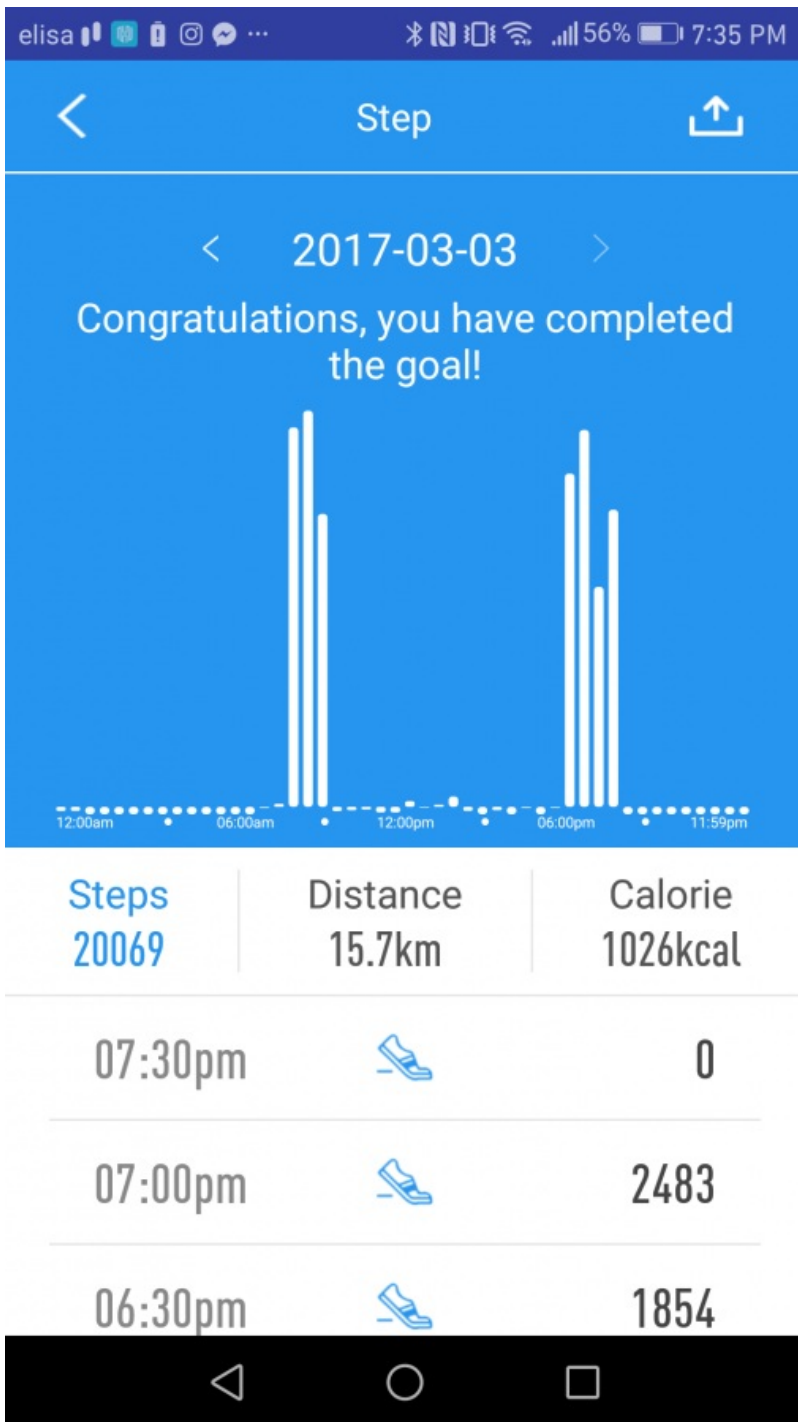 elisa ... 56% 7:35 PM
Step
< 2017-03-03 >
Congratulations, you have completed
the goal!
12:00am 06:00am 12:00pm 06:00pm 11:59pm
Steps Distance Calorie
20069 15.7km 1026kcal
07:30pm 0
07:00pm 2483
06:30pm 1854